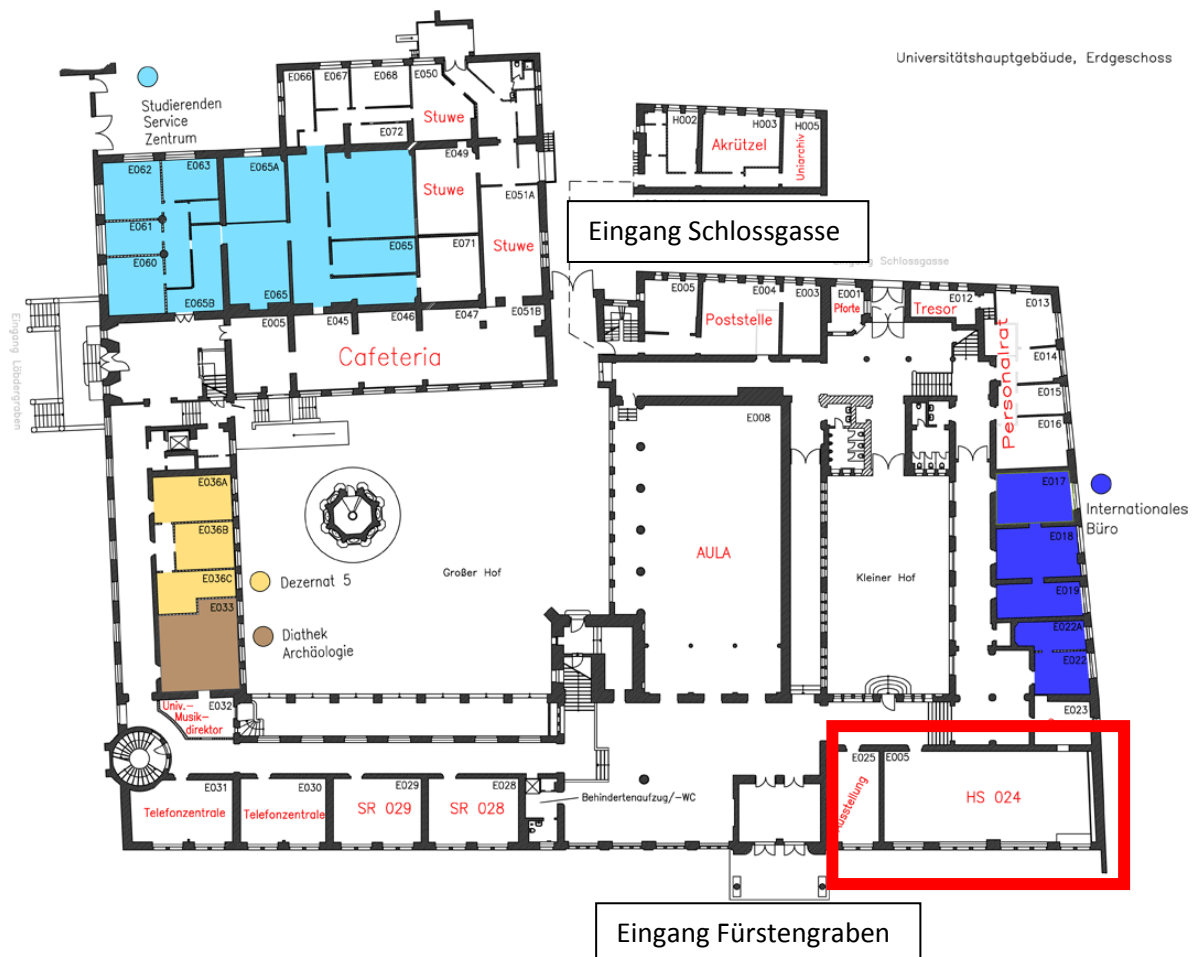 Universitätshauptgebäude, Erdgeschoss
Studierenden
Service
Zentrum
E066
E067
E068
E050
E072
Stuwe
E049
Stuwe
E051A
Stuwe
E071
E062
E063
E065A
E061
E060
E065B
E065
E065
H002
H003
H005
Akrützel
Uniarchiv
Eingang Schlossgasse
Eingang Schlossgasse
E005
E045
E046
E047
E051B
Cafeteria
Eingang Löbdergraben
E005
E004
E003
E001
E012
E013
Poststelle
Pforte
Tresor
Personalrat
E014
E015
E016
E008
AULA
E036A
E036B
E036C
E033
Dezernat 5
Diathek
Archäologie
Großer Hof
Kleiner Hof
E017
E018
E019
E022A
E022
E023
Internationales
Büro
E032
Univ.-
Musik-
direktor
E031
Telefonzentrale
E030
Telefonzentrale
E029
SR 029
E028
SR 028
Behindertenaufzug/-WC
E025
Ausstellung
E005
HS 024
Eingang Fürstengraben